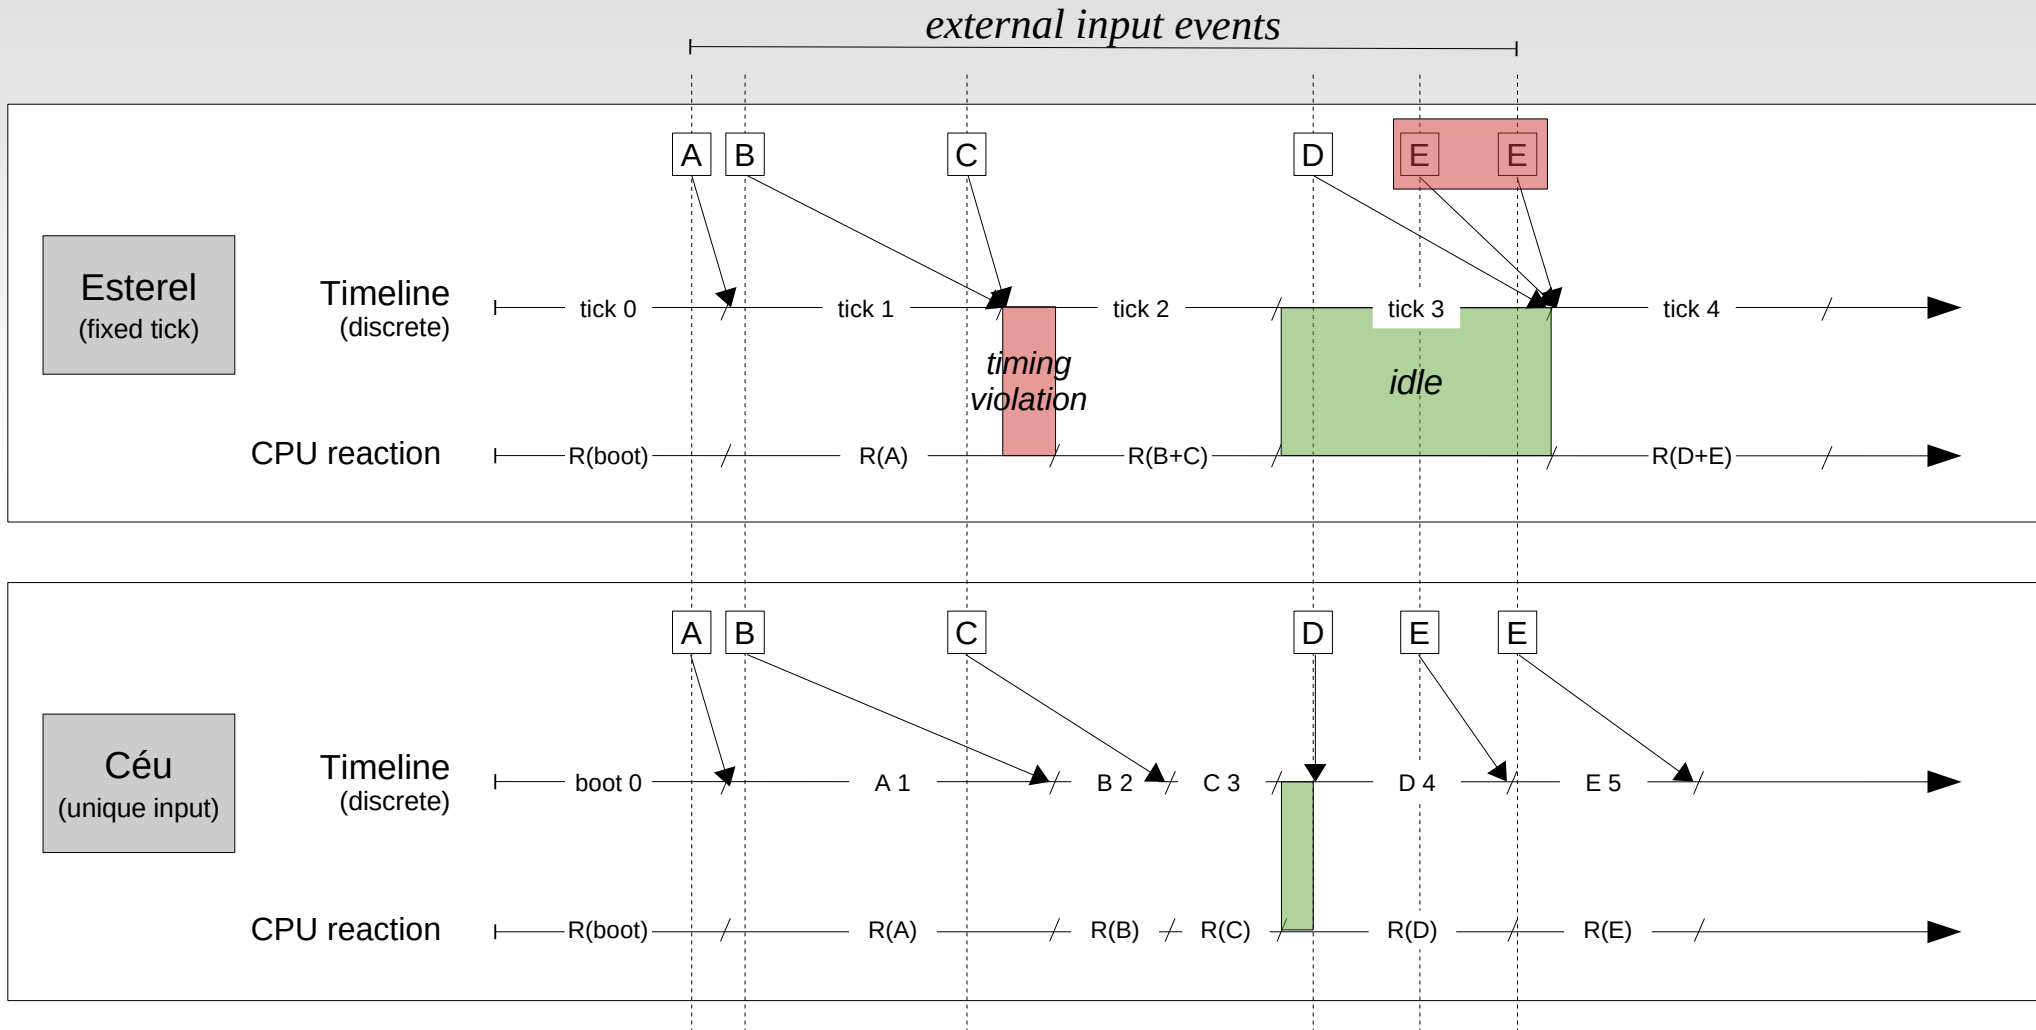 external input events
A B C D E E
Esterel
(fixed tick)
Timeline
(discrete)
tick 0 tick 1 tick 2 tick 3 tick 4
timing
violation
idle
CPU reaction
R(boot) R(A) R(B+C) R(D+E)
A B C D E E
Céu
(unique input)
Timeline
(discrete)
boot 0 A 1 B 2 C 3 D 4 E 5
CPU reaction
R(boot) R(A) R(B) R(C) R(D) R(E)